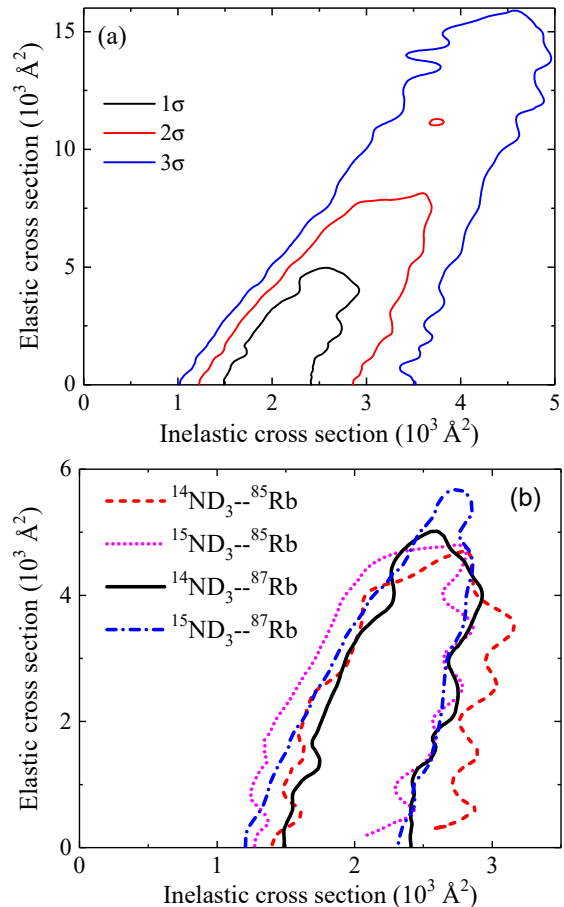 (a)
1σ
2σ
3σ
Elastic cross section (10³ Å²)
15
10
5
0
0 1 2 3 4 5
Inelastic cross section (10³ Å²)
(b)
¹⁴ND₃--⁸⁵Rb
¹⁵ND₃--⁸⁵Rb
¹⁴ND₃--⁸⁷Rb
¹⁵ND₃--⁸⁷Rb
Elastic cross section (10³ Å²)
6
4
2
0
0 1 2 3
Inelastic cross section (10³ Å²)